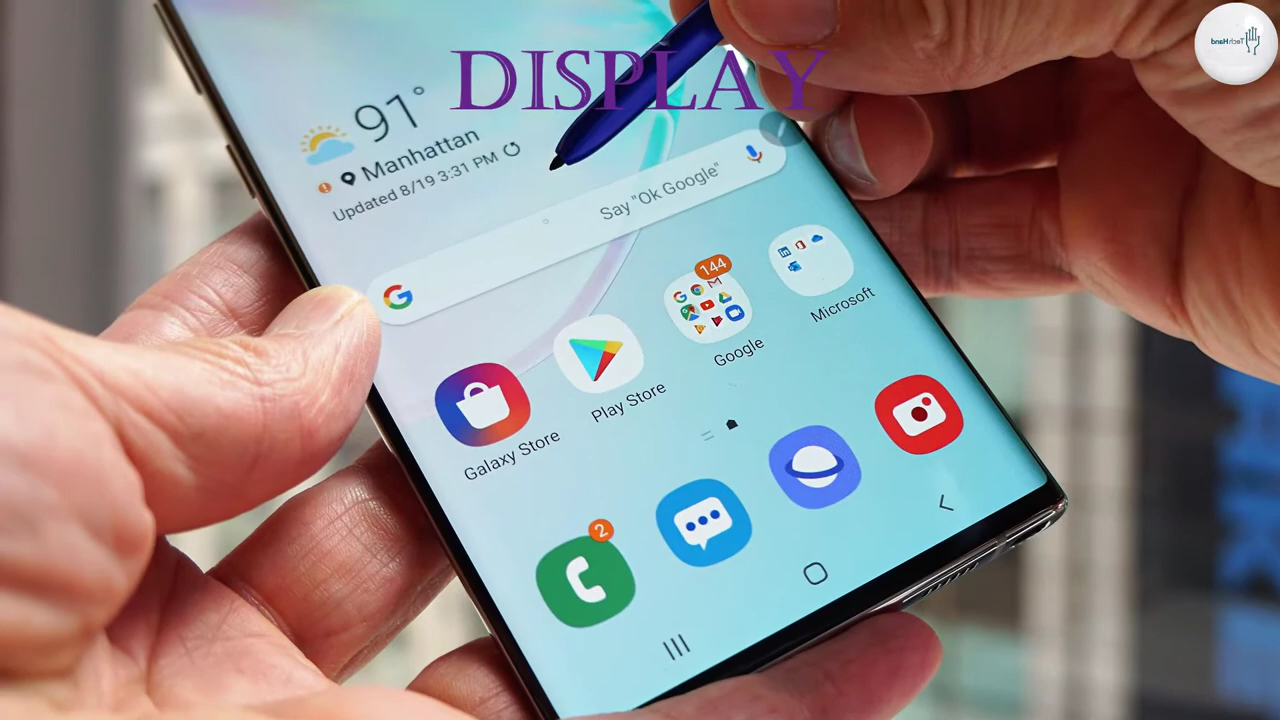 DISPLAY
TechHand
91°
Manhattan
Updated 8/19 3:31 PM
Say "Ok Google"
144
Microsoft
Google
Play Store
Galaxy Store
2